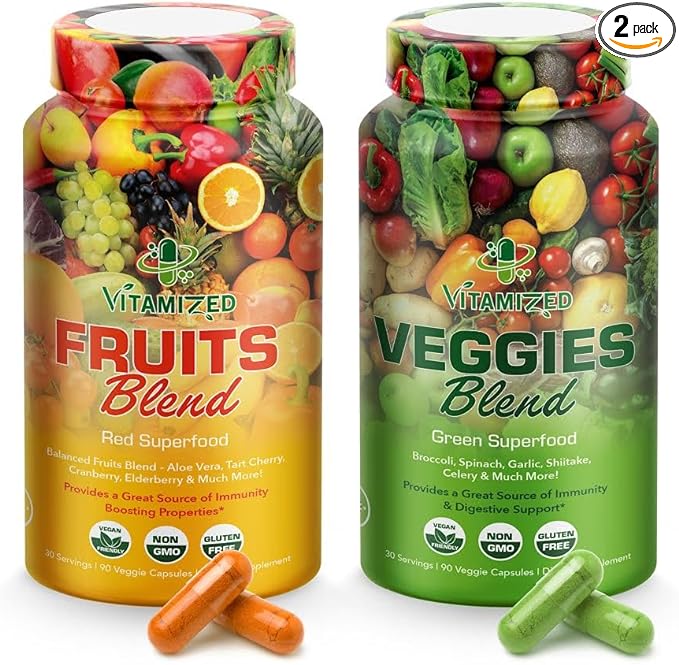 2 pack
VITAMIZED
FRUITS
Blend
Red Superfood
Balanced Fruits Blend - Aloe Vera, Tart Cherry,
Cranberry, Elderberry & Much More!
Provides a Great Source of Immunity
Boosting Properties*
VEGAN
FRIENDLY
NON
GMO
GLUTEN
FREE
30 Servings | 90 Veggie Capsules |
VITAMIZED
VEGGIES
Blend
Green Superfood
Broccoli, Spinach, Garlic, Shiitake,
Celery & Much More!
Provides a Great Source of Immunity
& Digestive Support*
VEGAN
FRIENDLY
NON
GMO
GLUTEN
FREE
30 Servings | 90 Veggie Capsules |